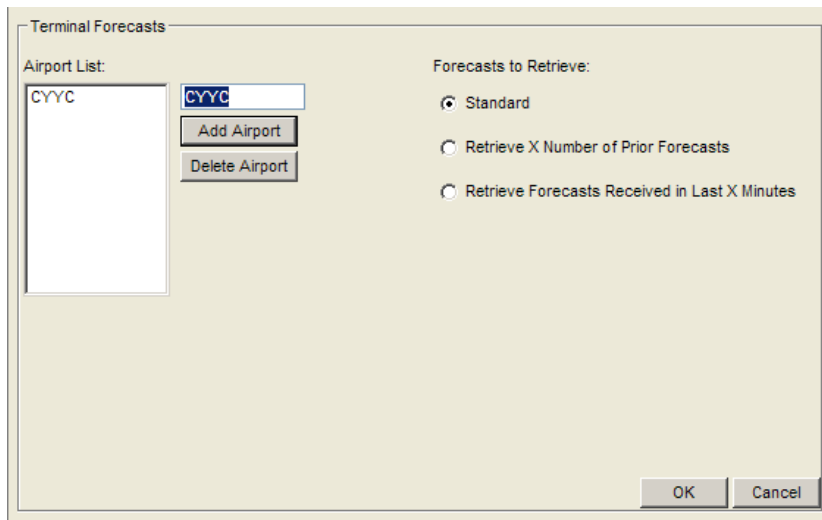 Terminal Forecasts
Airport List:
CYYC
CYYC
Add Airport
Delete Airport
Forecasts to Retrieve:
Standard
Retrieve X Number of Prior Forecasts
Retrieve Forecasts Received in Last X Minutes
OK
Cancel